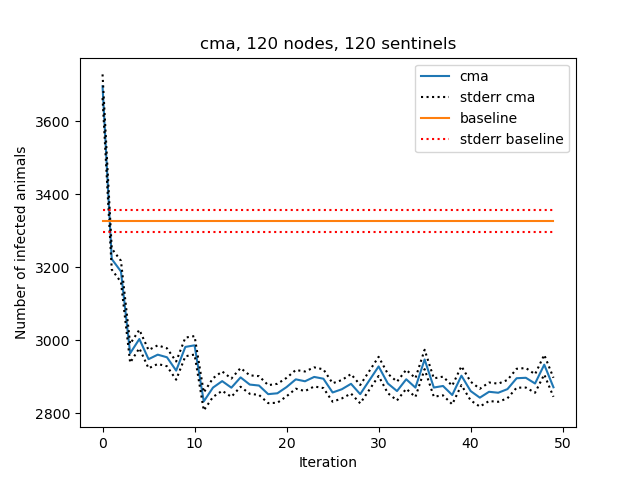 cma, 120 nodes, 120 sentinels
cma
stderr cma
baseline
stderr baseline
Number of infected animals
3600
3400
3200
3000
2800
0 10 20 30 40 50
Iteration